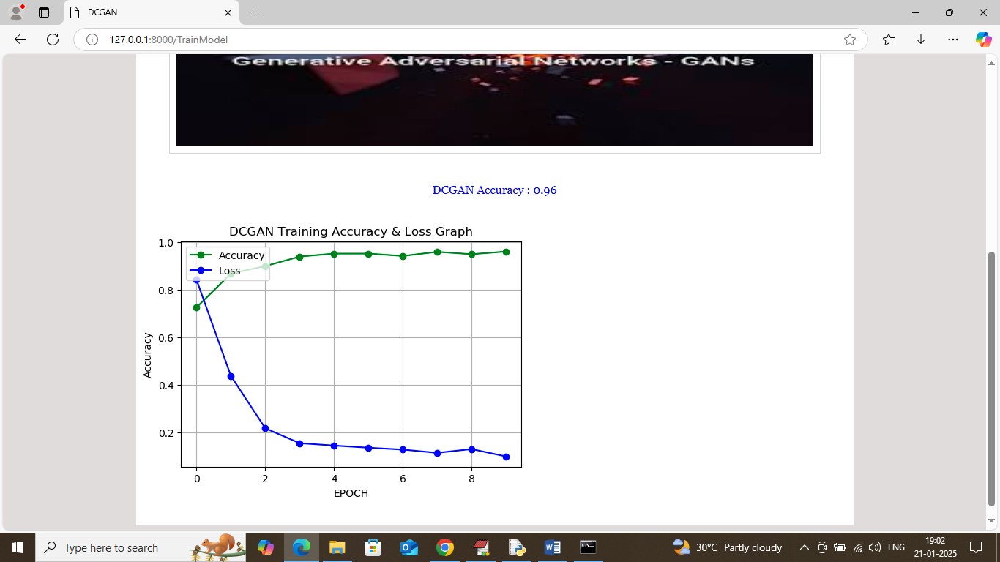 DCGAN
127.0.0.1:8000/TrainModel
Generative Adversarial Networks - GANs
DCGAN Accuracy : 0.96
DCGAN Training Accuracy & Loss Graph
1.0
0.8
0.6
0.4
0.2
Accuracy
Accuracy
Loss
0 2 4 6 8
EPOCH
Type here to search
30°C Partly cloudy
ENG
19:02
21-01-2025